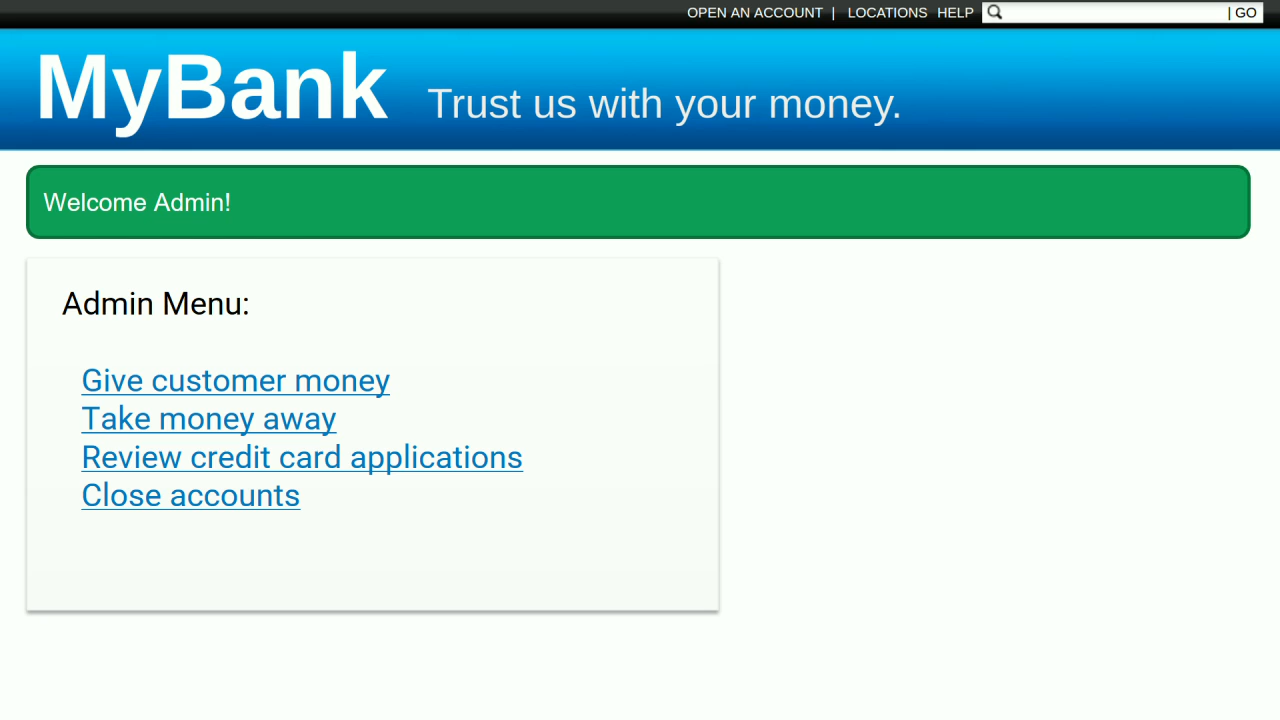 OPEN AN ACCOUNT | LOCATIONS HELP | GO
MyBank Trust us with your money.
Welcome Admin!
Admin Menu:
Give customer money
Take money away
Review credit card applications
Close accounts